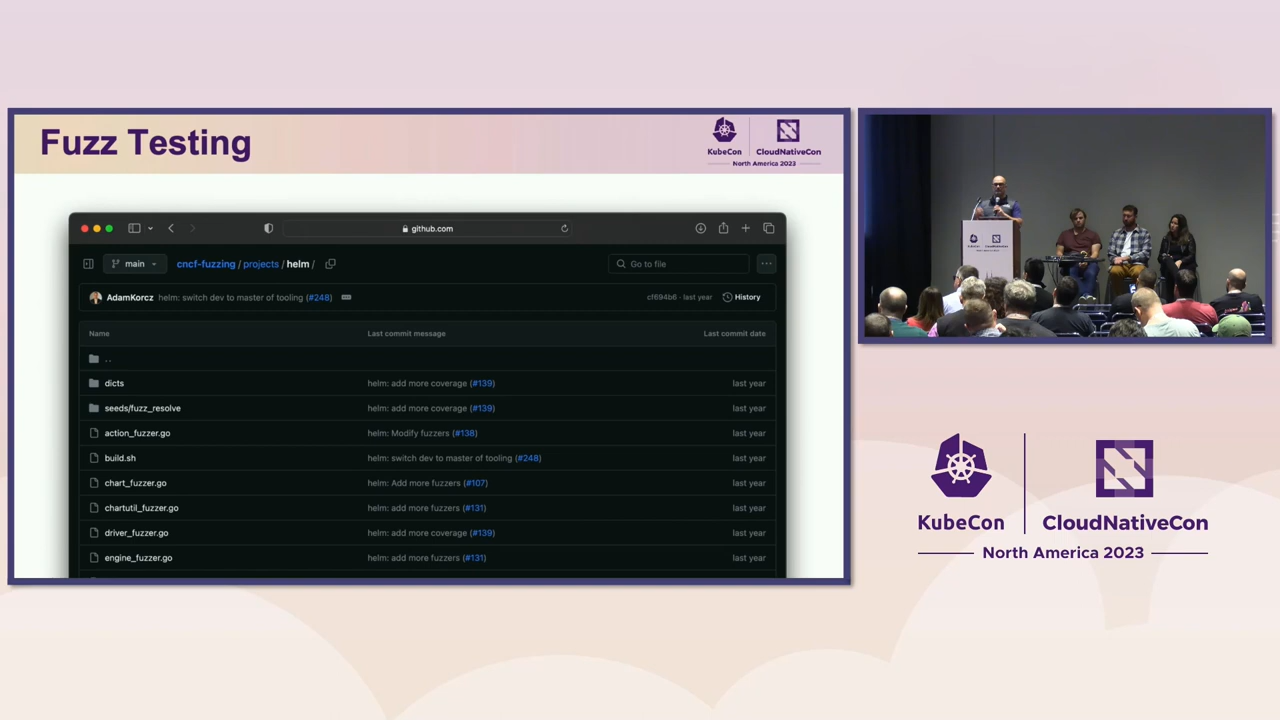 Fuzz Testing
KubeCon
CloudNativeCon
North America 2023
github.com
main
cncf-fuzzing / projects / helm /
Go to file
AdamKorcz helm: switch dev to master of tooling (#248)
cf694b6 · last year
History
Name Last commit message Last commit date
..
dicts helm: add more coverage (#139) last year
seeds/fuzz_resolve helm: add more coverage (#139) last year
action_fuzzer.go helm: Modify fuzzers (#138) last year
build.sh helm: switch dev to master of tooling (#248) last year
chart_fuzzer.go helm: Add more fuzzers (#107) last year
chartutil_fuzzer.go helm: add more fuzzers (#131) last year
driver_fuzzer.go helm: add more coverage (#139) last year
engine_fuzzer.go helm: add more fuzzers (#131) last year
KubeCon
CloudNativeCon
North America 2023